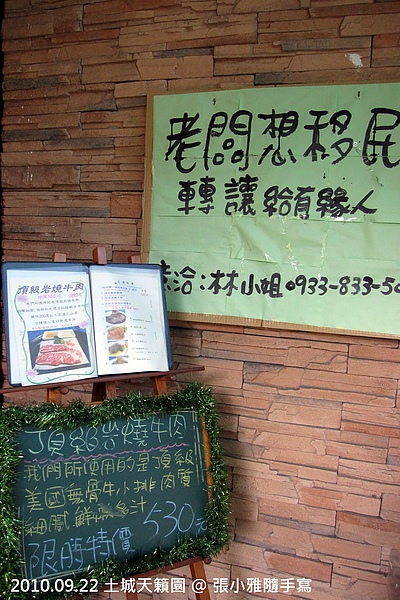 老闆想移民
轉讓給有緣人
洽：林小姐 0933-833-50
頂級岩燒牛肉
頂級岩燒牛肉
我們所使用的是頂級
美國無骨牛小排肉質
細膩 鮮嫩多汁
530元
限時特價
2010.09.22 土城天籟園 @ 張小雅隨手寫